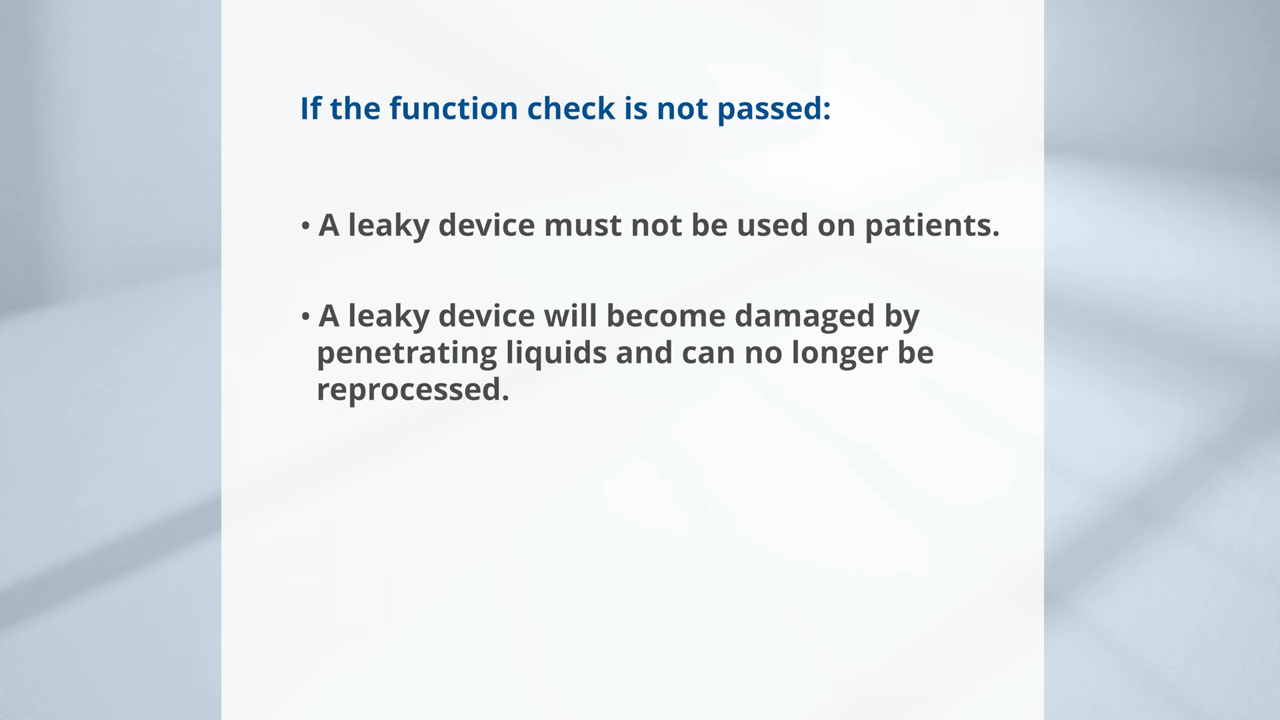 If the function check is not passed:
• A leaky device must not be used on patients.
• A leaky device will become damaged by
penetrating liquids and can no longer be
reprocessed.